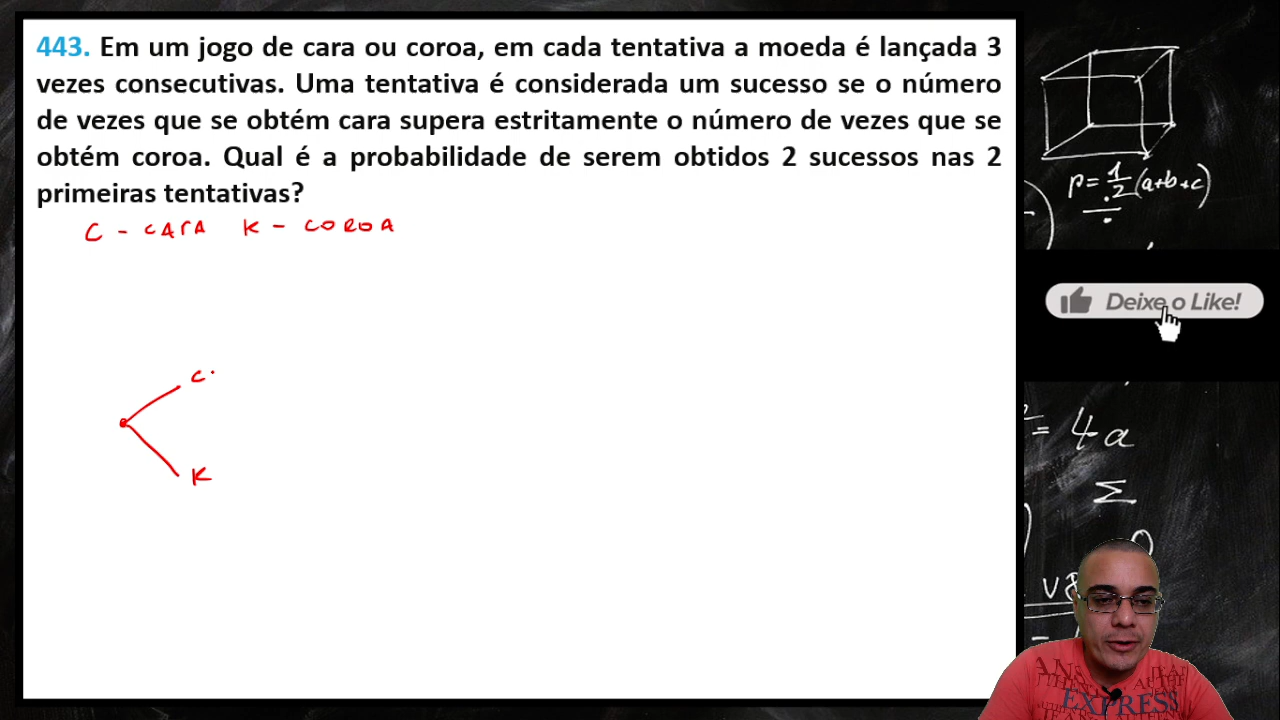 443. Em um jogo de cara ou coroa, em cada tentativa a moeda é lançada 3
vezes consecutivas. Uma tentativa é considerada um sucesso se o número
de vezes que se obtém cara supera estritamente o número de vezes que se
obtém coroa. Qual é a probabilidade de serem obtidos 2 sucessos nas 2
primeiras tentativas?
C - CARA K - COROA
C
K
p = 1/2 (a+b+c)
Deixe o Like!
= 4a
Σ
EXPRESS